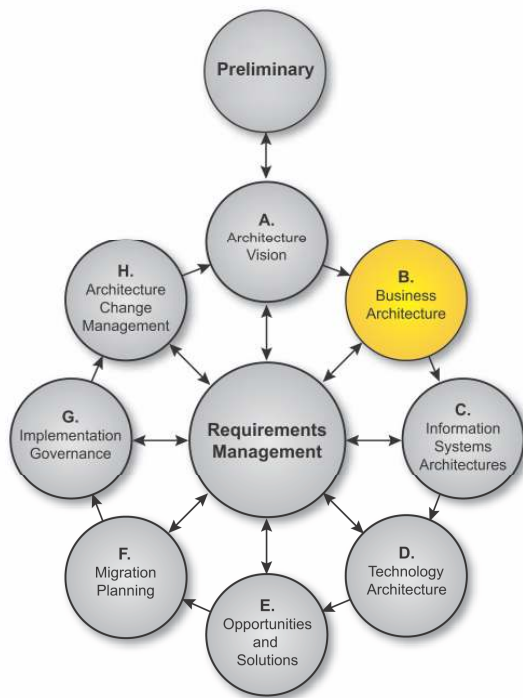 Preliminary
A.
Architecture
Vision
B.
Business
Architecture
C.
Information
Systems
Architectures
D.
Technology
Architecture
E.
Opportunities
and
Solutions
F.
Migration
Planning
G.
Implementation
Governance
H.
Architecture
Change
Management
Requirements
Management